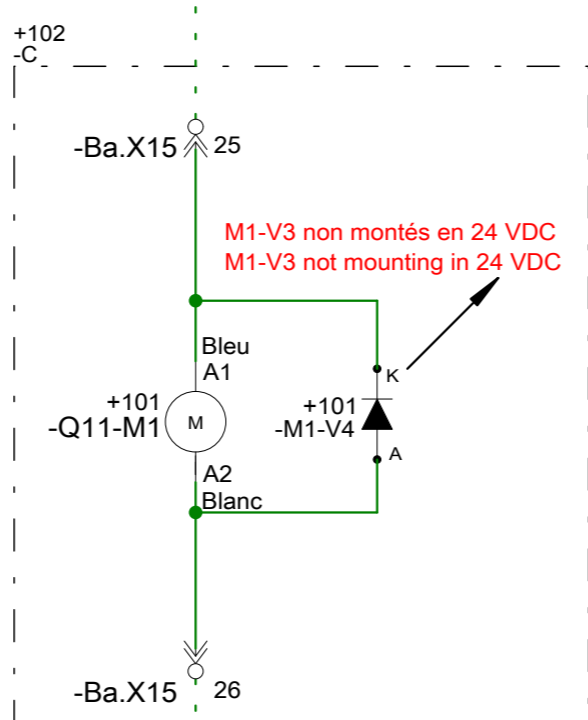 +102
-C
-Ba.X15 25
M1-V3 non montés en 24 VDC
M1-V3 not mounting in 24 VDC
Bleu
A1
K
+101
-Q11-M1
M
+101
-M1-V4
A
A2
Blanc
-Ba.X15 26